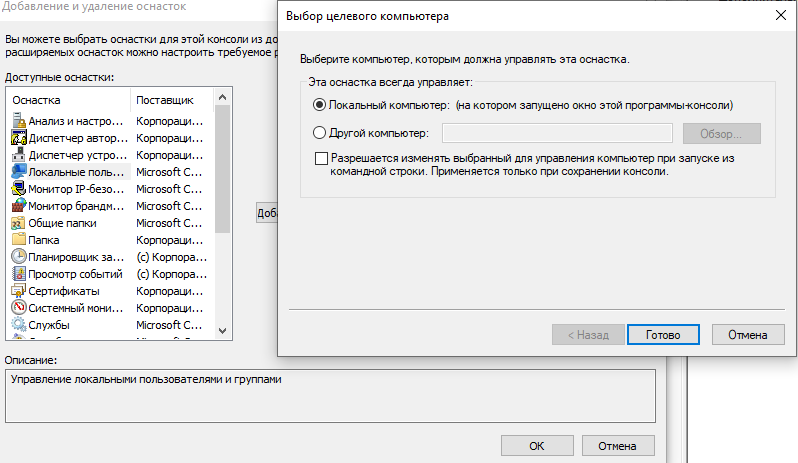 Добавление и удаление оснасток
Вы можете выбрать оснастки для этой консоли из до
расширяемых оснасток можно настроить требуемое р
Доступные оснастки:
Оснастка Поставщик
Анализ и настро... Корпораци...
Диспетчер автор... Корпораци...
Диспетчер устро... Корпораци...
Локальные поль... Microsoft C...
Монитор IP-безо... Корпораци...
Монитор брандм... Microsoft C...
Общие папки Microsoft C...
Папка Корпораци...
Планировщик за... (с) Корпора...
Просмотр событий (с) Корпора...
Сертификаты Корпораци...
Системный мони... Корпораци...
Службы Microsoft C...
Доба
Описание:
Управление локальными пользователями и группами
OK Отмена
Выбор целевого компьютера
Выберите компьютер, которым должна управлять эта оснастка.
Эта оснастка всегда управляет:
Локальный компьютер: (на котором запущено окно этой программы-консоли)
Другой компьютер: Обзор...
Разрешается изменять выбранный для управления компьютер при запуске из
командной строки. Применяется только при сохранении консоли.
< Назад Готово Отмена